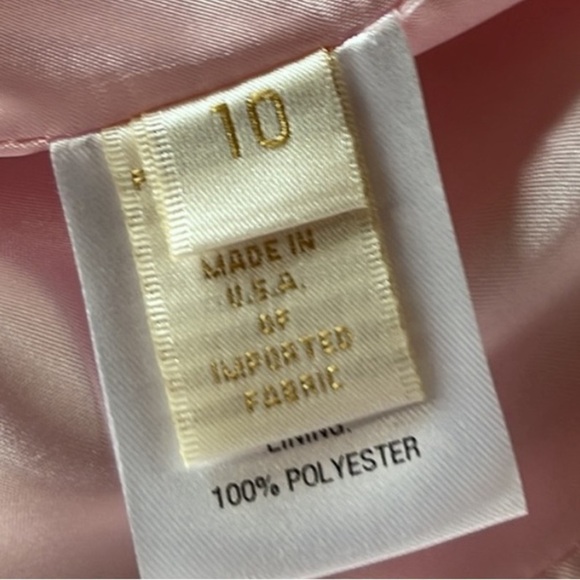 10
MADE IN
U.S.A.
OF
IMPORTED
FABRIC
LINING:
100% POLYESTER